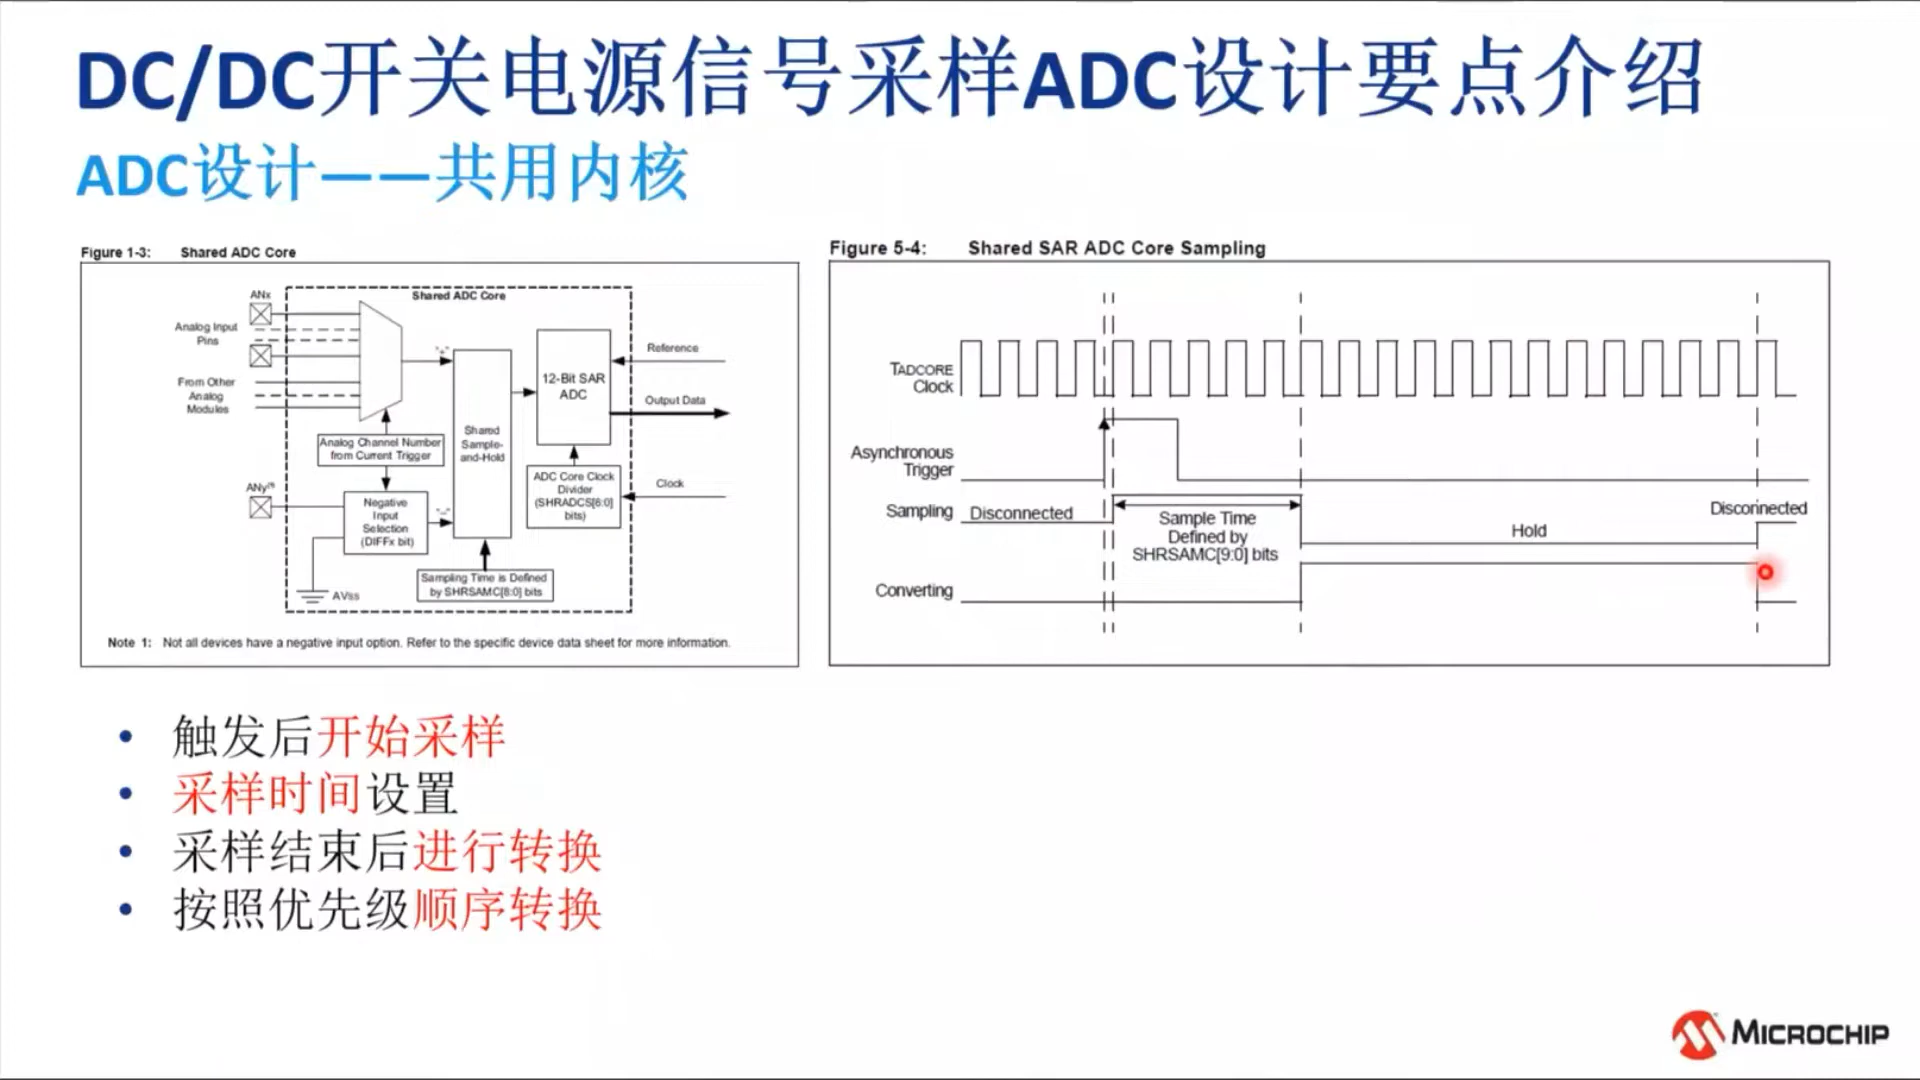 DC/DC开关电源信号采样ADC设计要点介绍
ADC设计——共用内核
Figure 1-3: Shared ADC Core
Shared ADC Core
ANx
Analog Input
Pins
From Other
Analog
Modules
"+"
Analog Channel Number
from Current Trigger
ANy(1)
Negative
Input
Selection
(DIFFx bit)
"–"
AVss
Shared
Sample-
and-Hold
Sampling Time is Defined
by SHRSAMC[8:0] bits
12-Bit SAR
ADC
Reference
Output Data
ADC Core Clock
Divider
(SHRADCS[6:0]
bits)
Clock
Note 1: Not all devices have a negative input option. Refer to the specific device data sheet for more information.
Figure 5-4: Shared SAR ADC Core Sampling
TADCORE
Clock
Asynchronous
Trigger
Sampling
Disconnected
Sample Time
Defined by
SHRSAMC[9:0] bits
Hold
Disconnected
Converting
• 触发后开始采样
• 采样时间设置
• 采样结束后进行转换
• 按照优先级顺序转换
MICROCHIP